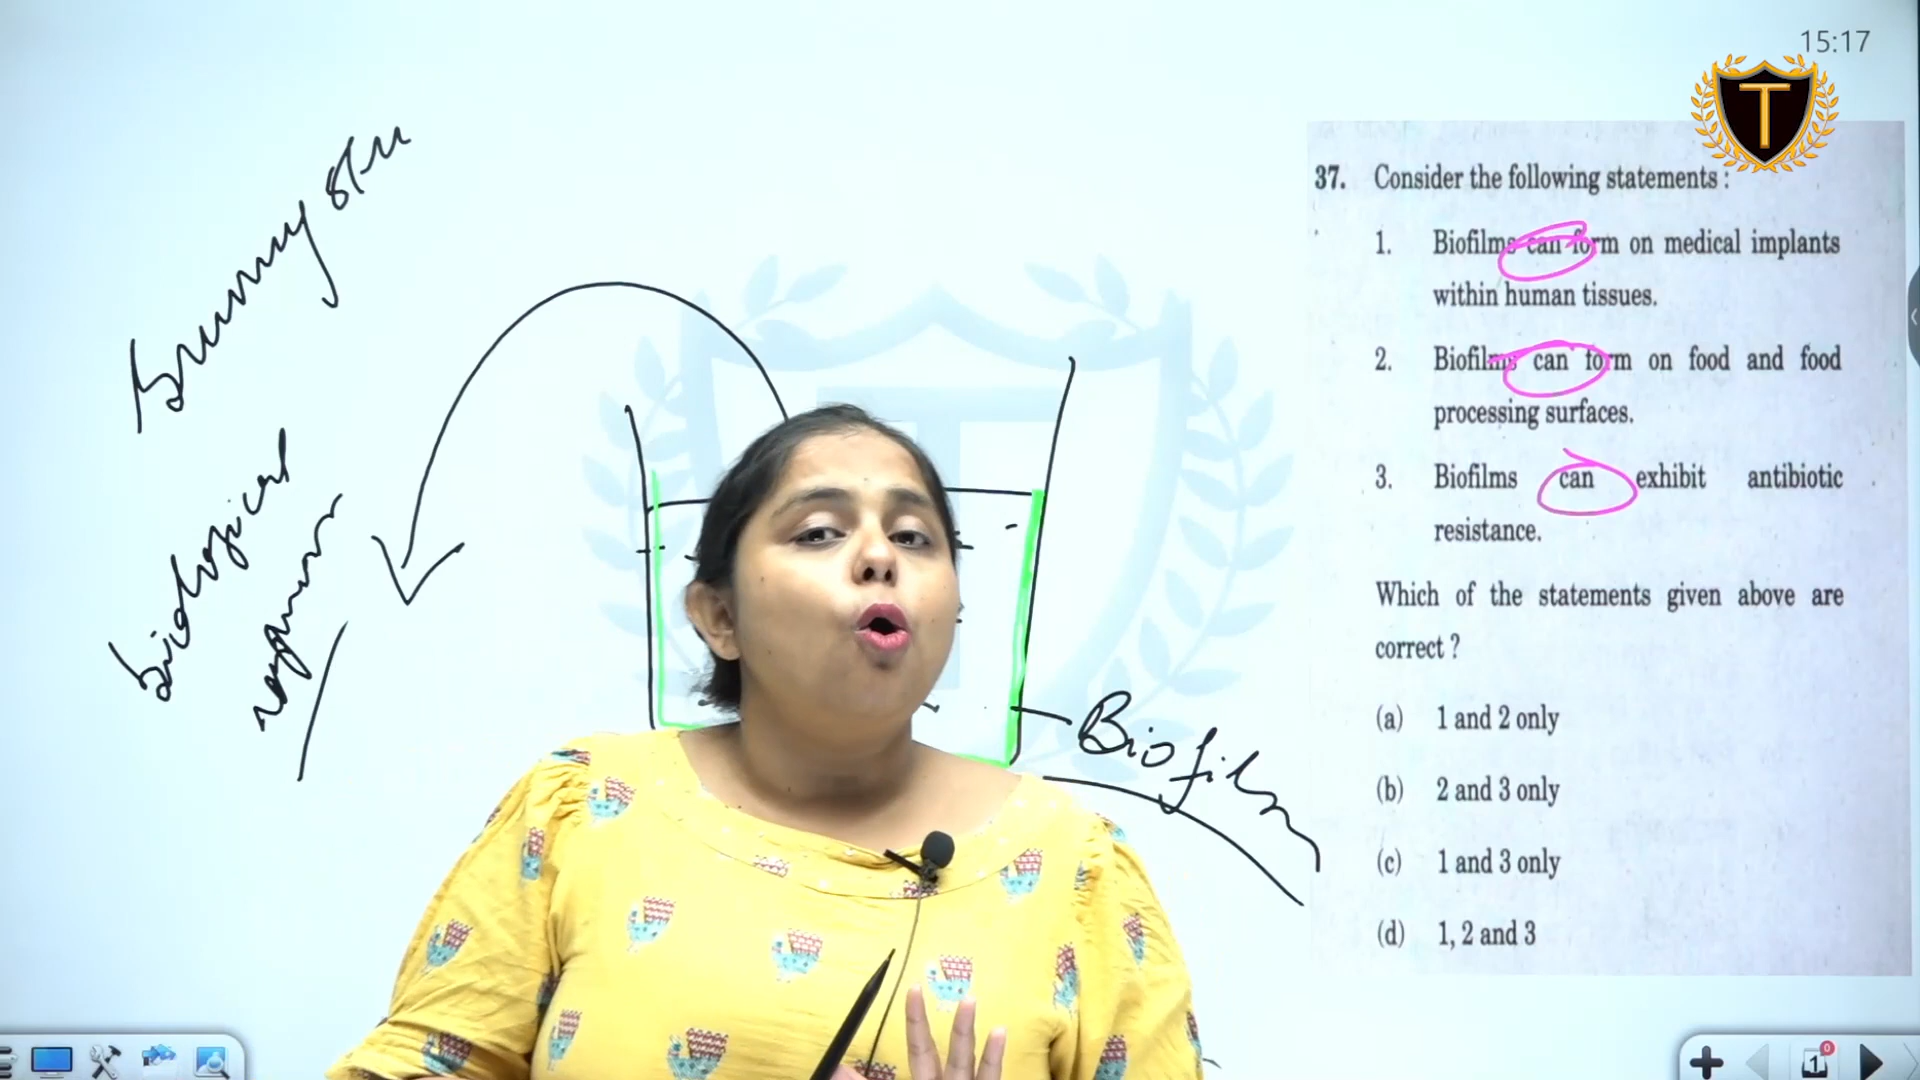 15:17
T
37. Consider the following statements :
1. Biofilms can form on medical implants
within human tissues.
2. Biofilms can form on food and food
processing surfaces.
3. Biofilms can exhibit antibiotic
resistance.
Which of the statements given above are
correct ?
(a) 1 and 2 only
(b) 2 and 3 only
(c) 1 and 3 only
(d) 1, 2 and 3
biological
Biofilm
1
0